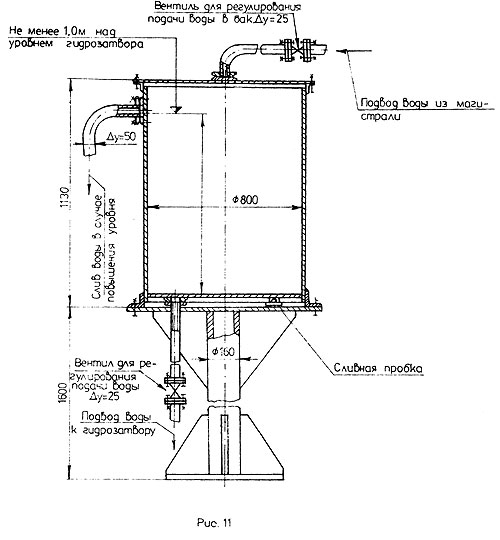 Вентиль для регулирования
подачи воды в бак Ду=25
Не менее 1,0м над
уровнем гидрозатвора
Подвод воды из маги-
страли
Ду=50
1130
Слив воды в случае
повышения уровня
Ф800
Ф160
Сливная пробка
Вентил для ре-
гулирования
подачи воды
Ду=25
1600
Подвод воды
к гидрозатвору
Рис. 11